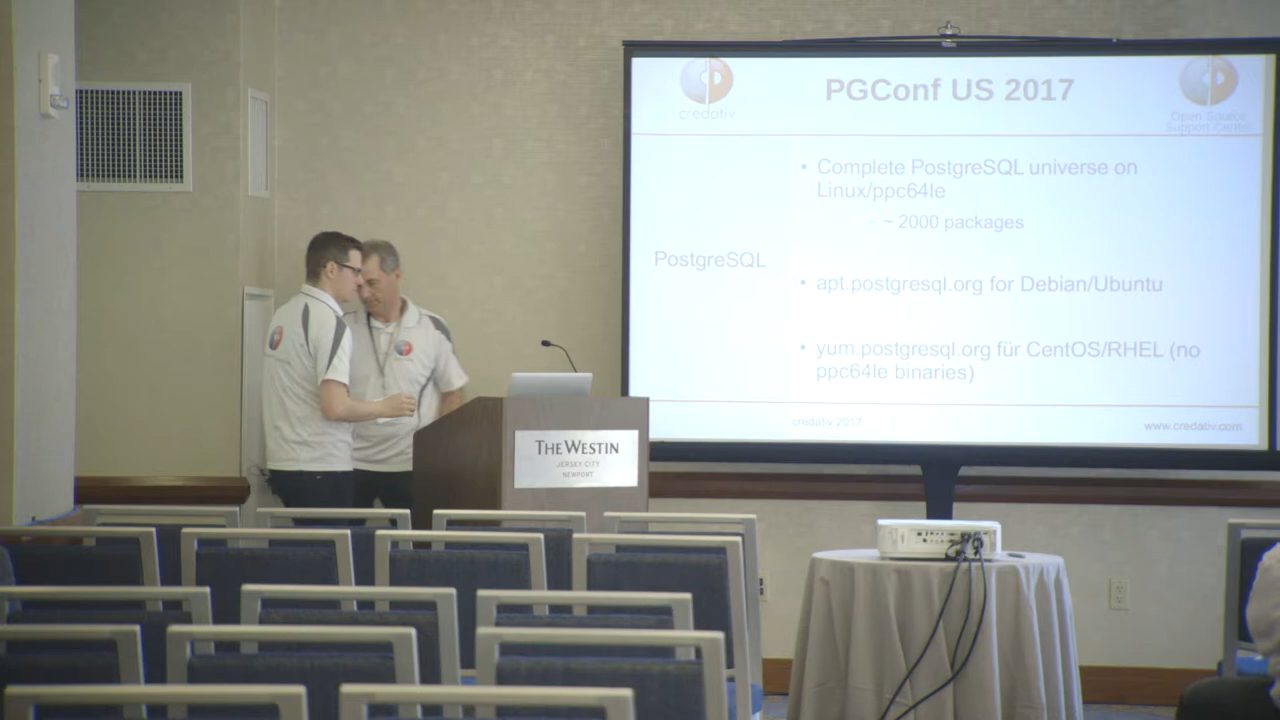 credativ
PGConf US 2017
Open Source
Support Center
• Complete PostgreSQL universe on
Linux/ppc64le
~ 2000 packages
PostgreSQL
• apt.postgresql.org for Debian/Ubuntu
• yum.postgresql.org für CentOS/RHEL (no
ppc64le binaries)
credativ 2017
www.credativ.com
THE WESTIN
JERSEY CITY
NEWPORT